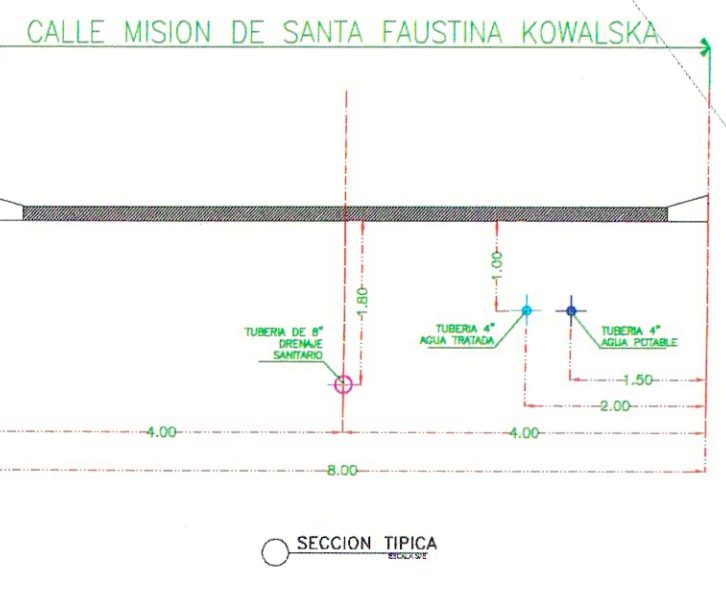 CALLE MISION DE SANTA FAUSTINA KOWALSKA
1.00
1.80
TUBERIA DE 8"
DRENAJE
SANITARIO
TUBERIA 4"
AGUA TRATADA
TUBERIA 4"
AGUA POTABLE
1.50
2.00
4.00
4.00
8.00
SECCION TIPICA
ESCALA S/E